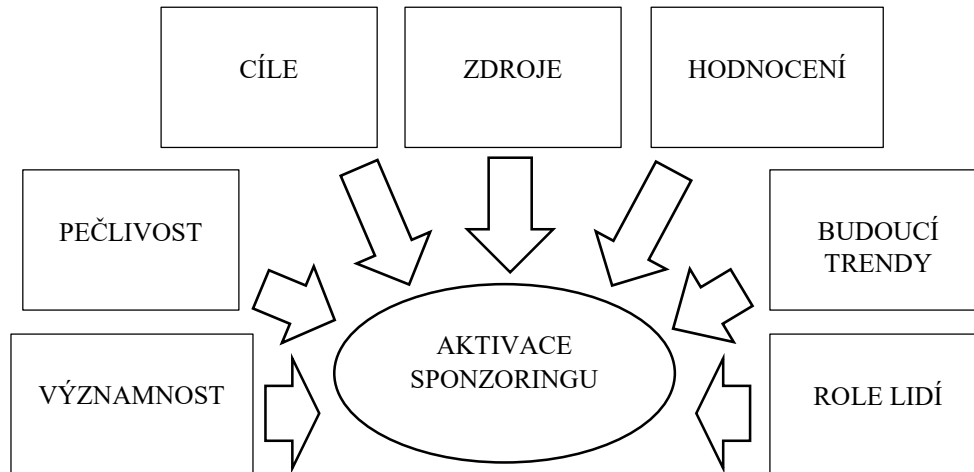 CÍLE
ZDROJE
HODNOCENÍ
PEČLIVOST
BUDOUCÍ
TRENDY
AKTIVACE
SPONZORINGU
VÝZNAMNOST
ROLE LIDÍ